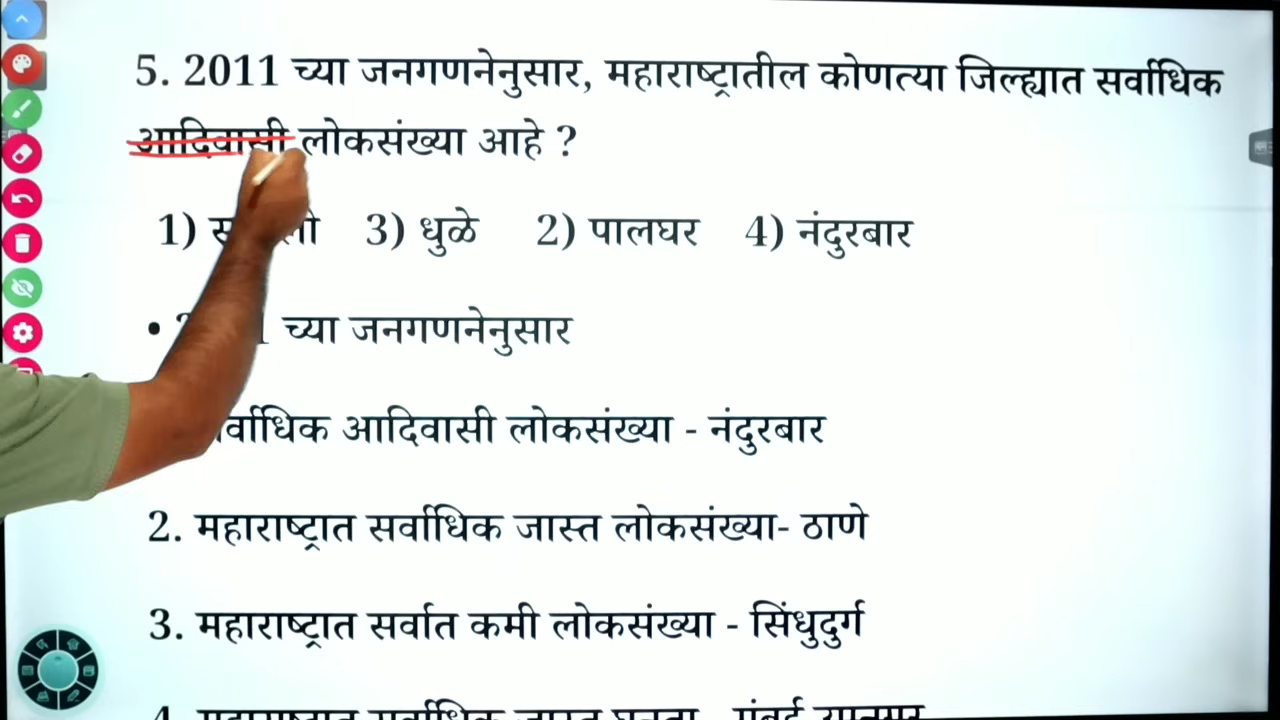 5. 2011 च्या जनगणनेनुसार, महाराष्ट्रातील कोणत्या जिल्ह्यात सर्वाधिक
आदिवासी लोकसंख्या आहे ?
1) 3) धुळे 2) पालघर 4) नंदुरबार
• च्या जनगणनेनुसार
आदिवासी लोकसंख्या - नंदुरबार
2. महाराष्ट्रात सर्वाधिक जास्त लोकसंख्या- ठाणे
3. महाराष्ट्रात सर्वात कमी लोकसंख्या - सिंधुदुर्ग